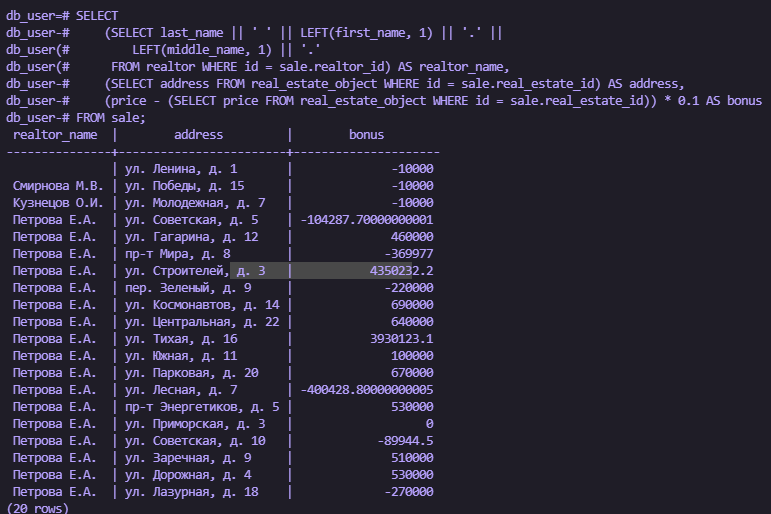 db_user=# SELECT
db_user-#     (SELECT last_name || ' ' || LEFT(first_name, 1) || '.' ||
db_user(#         LEFT(middle_name, 1) || '.'
db_user(#      FROM realtor WHERE id = sale.realtor_id) AS realtor_name,
db_user-#     (SELECT address FROM real_estate_object WHERE id = sale.real_estate_id) AS address,
db_user-#     (price - (SELECT price FROM real_estate_object WHERE id = sale.real_estate_id)) * 0.1 AS bonus
db_user-# FROM sale;
 realtor_name  |        address         |       bonus
---------------+------------------------+---------------------
               | ул. Ленина, д. 1       |              -10000
 Смирнова М.В. | ул. Победы, д. 15      |              -10000
 Кузнецов О.И. | ул. Молодежная, д. 7   |              -10000
 Петрова Е.А.  | ул. Советская, д. 5    | -104287.70000000001
 Петрова Е.А.  | ул. Гагарина, д. 12    |              460000
 Петрова Е.А.  | пр-т Мира, д. 8        |             -369977
 Петрова Е.А.  | ул. Строителей, д. 3   |           4350232.2
 Петрова Е.А.  | пер. Зеленый, д. 9     |             -220000
 Петрова Е.А.  | ул. Космонавтов, д. 14 |              690000
 Петрова Е.А.  | ул. Центральная, д. 22 |              640000
 Петрова Е.А.  | ул. Тихая, д. 16       |           3930123.1
 Петрова Е.А.  | ул. Южная, д. 11       |              100000
 Петрова Е.А.  | ул. Парковая, д. 20    |              670000
 Петрова Е.А.  | ул. Лесная, д. 7       | -400428.80000000005
 Петрова Е.А.  | пр-т Энергетиков, д. 5 |              530000
 Петрова Е.А.  | ул. Приморская, д. 3   |                   0
 Петрова Е.А.  | ул. Советская, д. 10   |            -89944.5
 Петрова Е.А.  | ул. Заречная, д. 9     |              510000
 Петрова Е.А.  | ул. Дорожная, д. 4     |              530000
 Петрова Е.А.  | ул. Лазурная, д. 18    |             -270000
(20 rows)